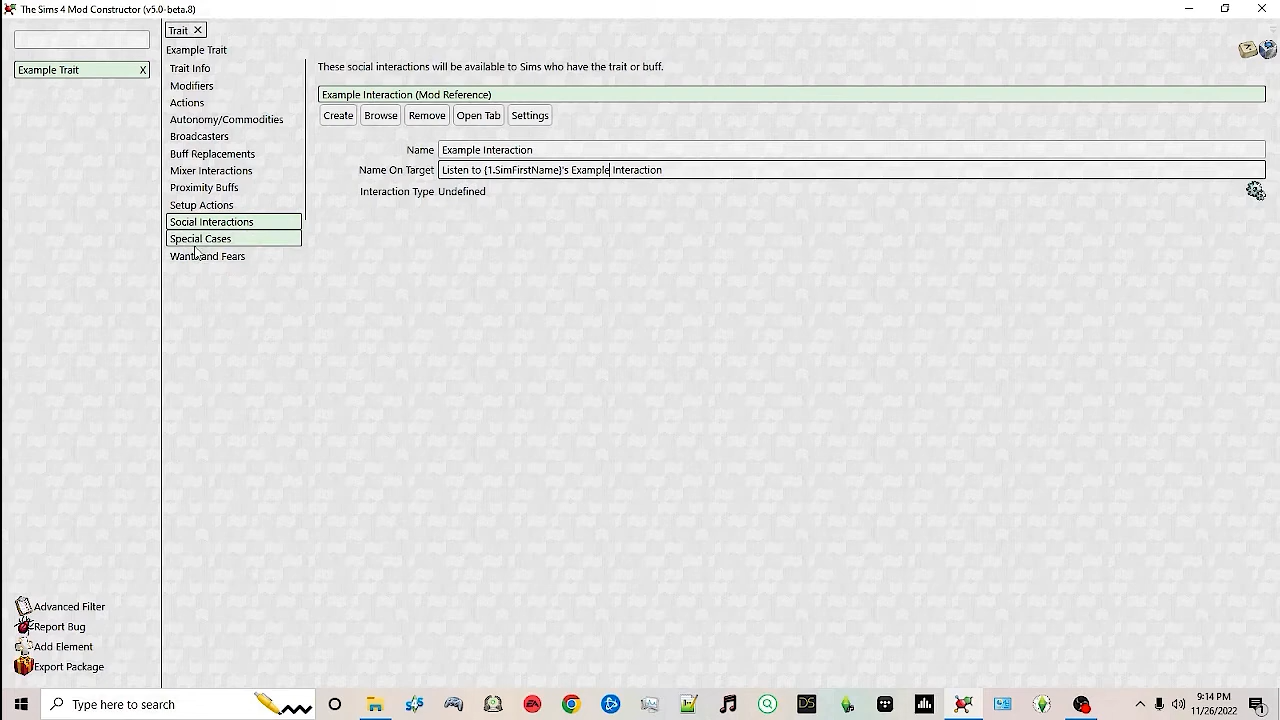 The Sims 4 Mod Constructor (v5.0-beta.8)
Trait X
Example Trait
Example Trait X
Trait Info
Modifiers
Actions
Autonomy/Commodities
Broadcasters
Buff Replacements
Mixer Interactions
Proximity Buffs
Setup Actions
Social Interactions
Special Cases
Wants and Fears
These social interactions will be available to Sims who have the trait or buff.
Example Interaction (Mod Reference)
Create Browse Remove Open Tab Settings
Name Example Interaction
Name On Target Listen to {1.SimFirstName}'s Example Interaction
Interaction Type Undefined
Advanced Filter
Report Bug
Add Element
Export Package
Type here to search
EA
DS
9:14 PM
11/26/2022